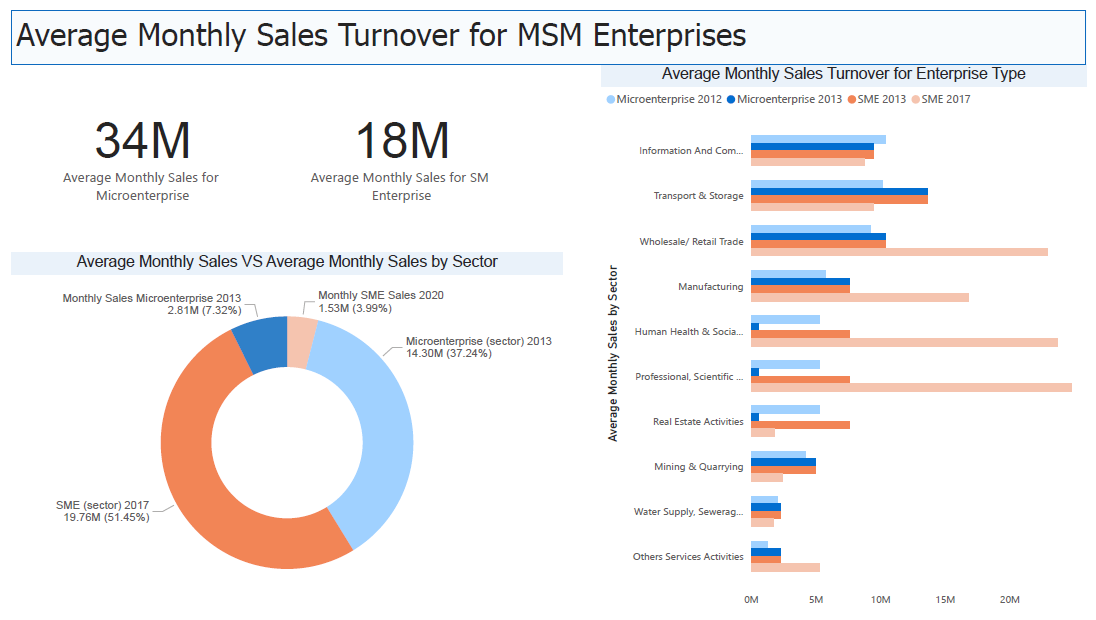 Average Monthly Sales Turnover for MSM Enterprises
34M
Average Monthly Sales for
Microenterprise
18M
Average Monthly Sales for SM
Enterprise
Average Monthly Sales VS Average Monthly Sales by Sector
Monthly Sales Microenterprise 2013
2.81M (7.32%)
Monthly SME Sales 2020
1.53M (3.99%)
Microenterprise (sector) 2013
14.30M (37.24%)
SME (sector) 2017
19.76M (51.45%)
Average Monthly Sales Turnover for Enterprise Type
Microenterprise 2012 Microenterprise 2013 SME 2013 SME 2017
Average Monthly Sales by Sector
Information And Com...
Transport & Storage
Wholesale/ Retail Trade
Manufacturing
Human Health & Socia...
Professional, Scientific ...
Real Estate Activities
Mining & Quarrying
Water Supply, Sewerag...
Others Services Activities
0M 5M 10M 15M 20M